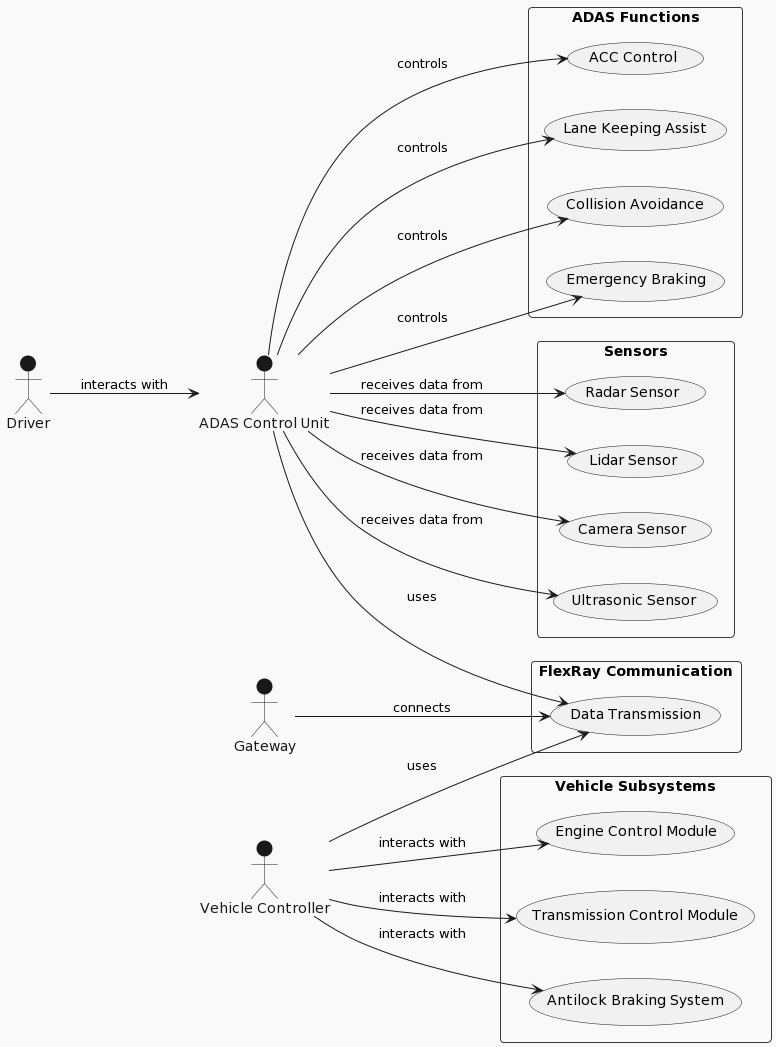 ADAS Functions
ACC Control
controls
Lane Keeping Assist
controls
Collision Avoidance
controls
Emergency Braking
controls
Sensors
Driver
interacts with
ADAS Control Unit
receives data from
Radar Sensor
receives data from
Lidar Sensor
receives data from
Camera Sensor
receives data from
Ultrasonic Sensor
uses
FlexRay Communication
Gateway
connects
Data Transmission
uses
Vehicle Subsystems
Vehicle Controller
interacts with
Engine Control Module
interacts with
Transmission Control Module
interacts with
Antilock Braking System